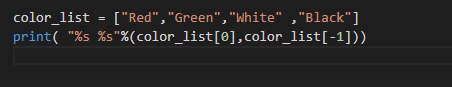 color_list = ["Red","Green","White" ,"Black"]
print( "%s %s"%(color_list[0],color_list[-1]))